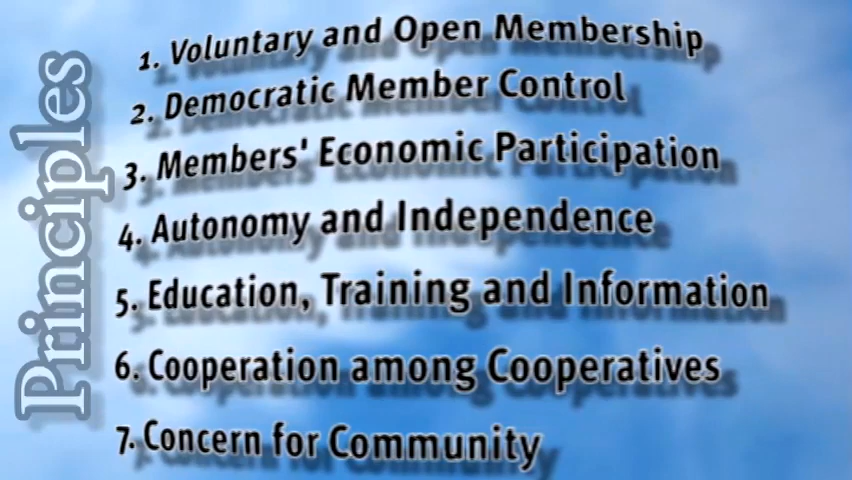 Principles
1. Voluntary and Open Membership
2. Democratic Member Control
3. Members' Economic Participation
4. Autonomy and Independence
5. Education, Training and Information
6. Cooperation among Cooperatives
7. Concern for Community